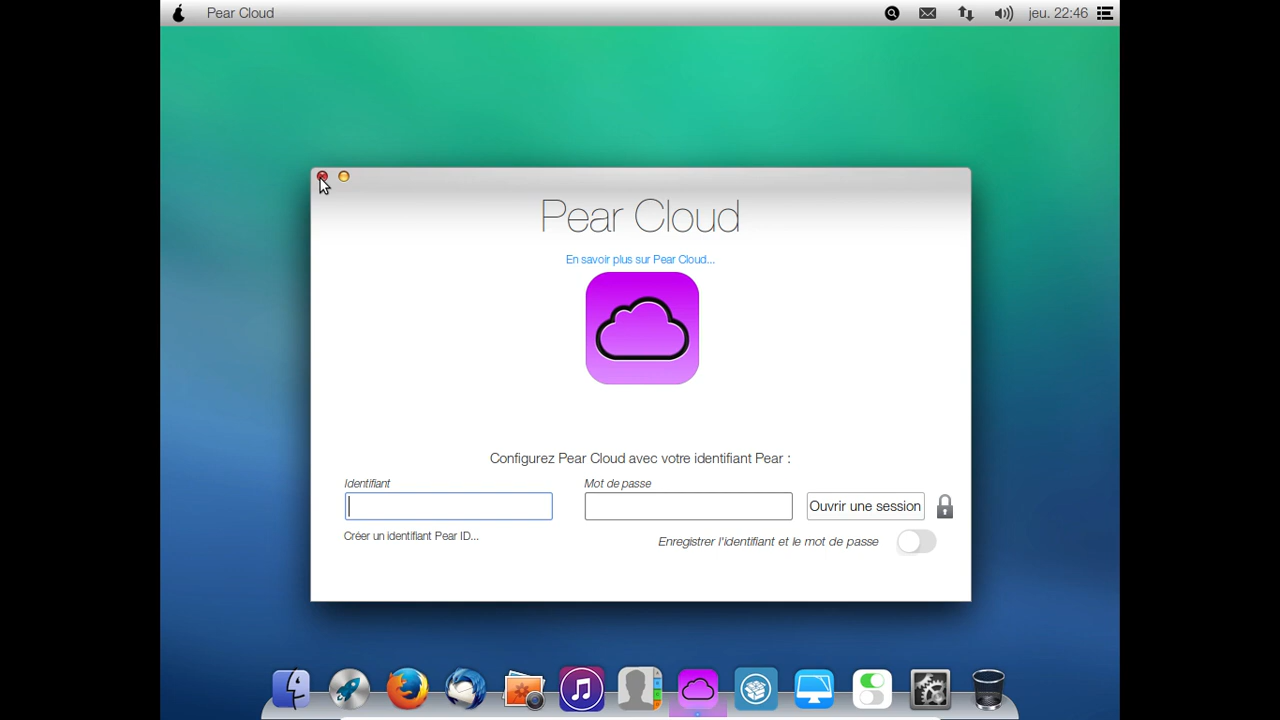 Pear Cloud
jeu. 22:46
Pear Cloud
En savoir plus sur Pear Cloud...
Configurez Pear Cloud avec votre identifiant Pear :
Identifiant
Mot de passe
Ouvrir une session
Créer un identifiant Pear ID...
Enregistrer l'identifiant et le mot de passe